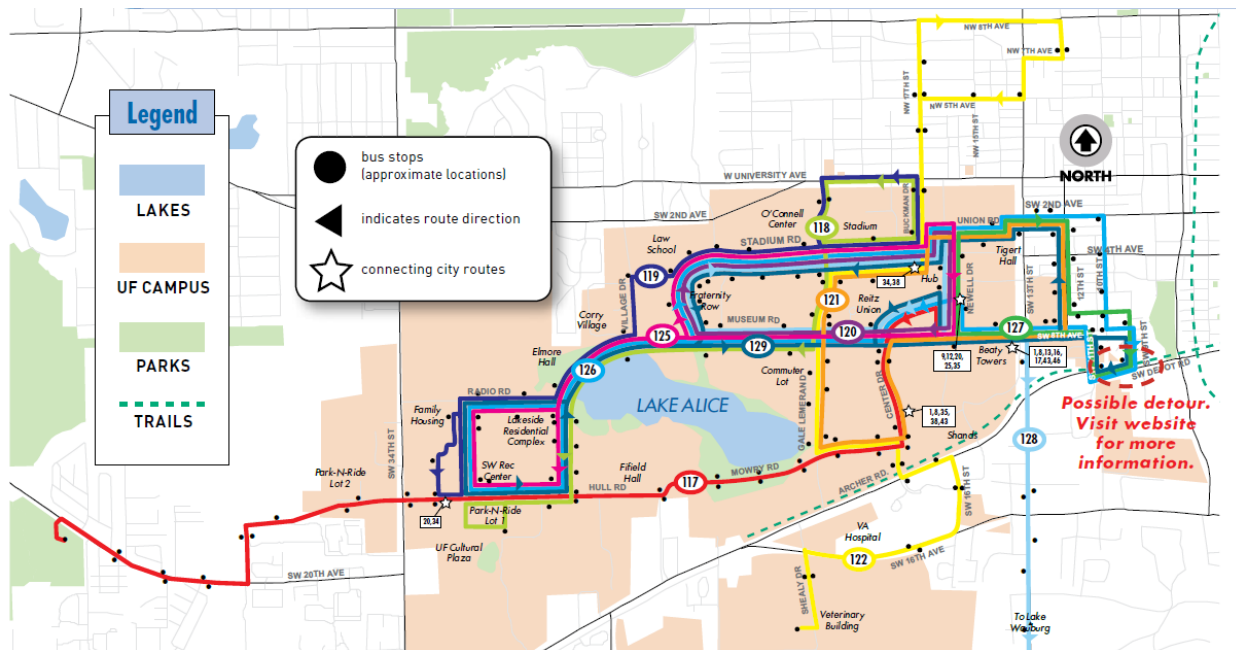 Legend
LAKES
UF CAMPUS
PARKS
TRAILS
bus stops
(approximate locations)
indicates route direction
connecting city routes
NW 8TH AVE
NW 7TH AVE
NW 17TH ST
NW 5TH AVE
NW 15TH ST
NORTH
W UNIVERSITY AVE
SW 2ND AVE
O'Connell
Center
118
Stadium
BUCKMAN DR
UNION RD
SW 2ND AVE
Law
School
STADIUM RD
Tigert
Hall
SW 4TH AVE
119
34,38
Hub
121
Reitz
Union
NEWELL DR
SW 13TH ST
12TH ST
10TH ST
Fraternity
Row
VILLAGE DR
Corry
Village
MUSEUM RD
125
120
129
127
SW 8TH AVE
9,12,20,
25,35
Beaty
Towers
1,8,13,16,
17,43,46
SW 9TH ST
SW DEPOT RD
Elmore
Hall
126
Commuter
Lot
CENTER DR
Possible detour.
Visit website
for more
information.
RADIO RD
LAKE ALICE
GALE LEMERAND DR
1,8,35,
38,43
Family
Housing
Lakeside
Residential
Complex
SW 34TH ST
Shands
128
SW Rec
Center
Park-N-Ride
Lot 2
Fifield
Hall
HULL RD
117
MOWRY RD
ARCHER RD
SW 16TH ST
20,34
Park-N-Ride
Lot 1
UF Cultural
Plaza
VA
Hospital
122
SW 16TH AVE
SW 20TH AVE
SHEALY DR
Veterinary
Building
To Lake
Wauburg